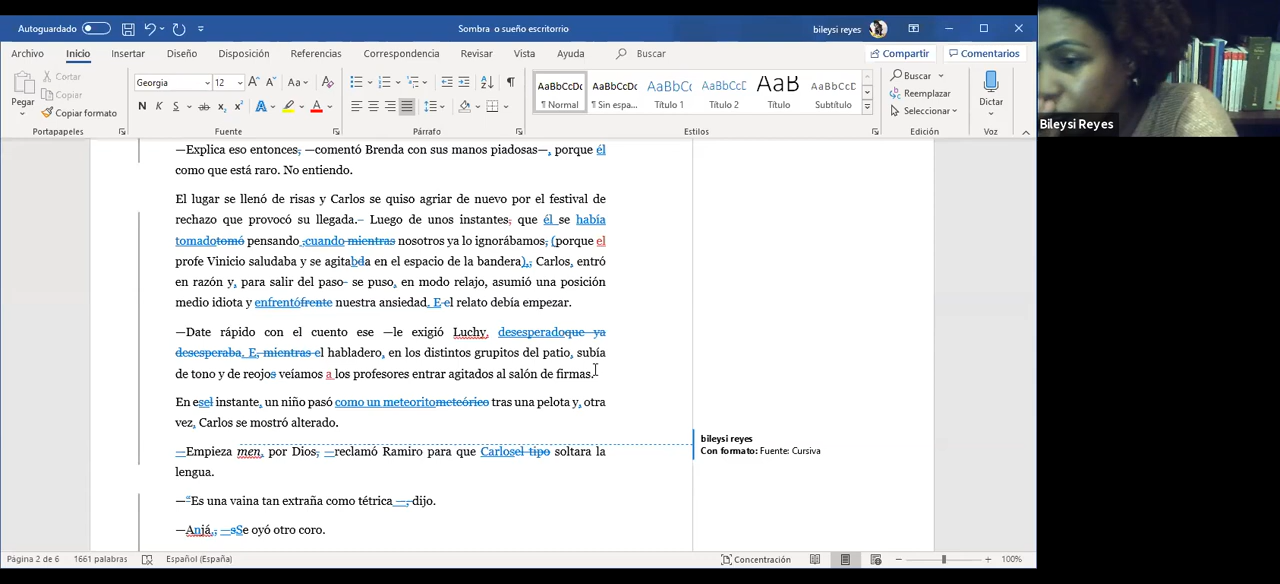 Autoguardado
Sombra o sueño escritorrio
bileysi reyes
Archivo Inicio Insertar Diseño Disposición Referencias Correspondencia Revisar Vista Ayuda Buscar Compartir Comentarios
Pegar Cortar Copiar Copiar formato
Georgia 12
N K S ab x₂ x² A A
AaBbCcDc AaBbCcDc AaBbC AaBbCcD AaB AaBbCcD
¶ Normal ¶ Sin espa... Título 1 Título 2 Título Subtítulo
Buscar Reemplazar Seleccionar
Dictar
Portapapeles Fuente Párrafo Estilos Edición Voz
Bileysi Reyes
—Explica eso entonces, —comentó Brenda con sus manos piadosas—, porque él
como que está raro. No entiendo.
El lugar se llenó de risas y Carlos se quiso agriar de nuevo por el festival de
rechazo que provocó su llegada.- Luego de unos instantes, que él se había
tomadotomó pensando ,cuando mientras nosotros ya lo ignorábamos, (porque el
profe Vinicio saludaba y se agitabda en el espacio de la bandera),, Carlos, entró
en razón y, para salir del paso- se puso, en modo relajo, asumió una posición
medio idiota y enfrentófrente nuestra ansiedad. E el relato debía empezar.
—Date rápido con el cuento ese —le exigió Luchy, desesperadoque ya
desesperaba. E, mientras el habladero, en los distintos grupitos del patio, subía
de tono y de reojos veíamos a los profesores entrar agitados al salón de firmas.
En esel instante, un niño pasó como un meteoritometeórico tras una pelota y, otra
vez, Carlos se mostró alterado.
—Empieza men, por Dios, —reclamó Ramiro para que Carlosel tipo soltara la
lengua.
—“Es una vaina tan extraña como tétrica —, dijo.
—Anjá,, —sSe oyó otro coro.
bileysi reyes
Con formato: Fuente: Cursiva
Página 2 de 6 1661 palabras Español (España) Concentración 100%